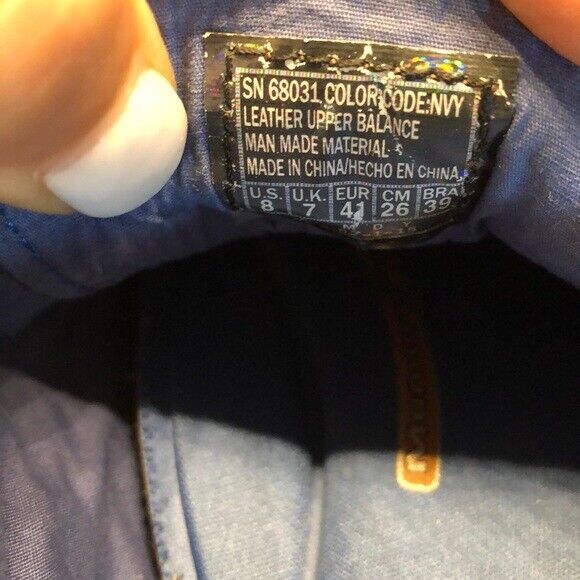 SN 68031 COLOR CODE:NVY
LEATHER UPPER BALANCE
MAN MADE MATERIAL
MADE IN CHINA/HECHO EN CHINA
U.S. U.K. EUR CM BRA
8 7 41 26 39
M D